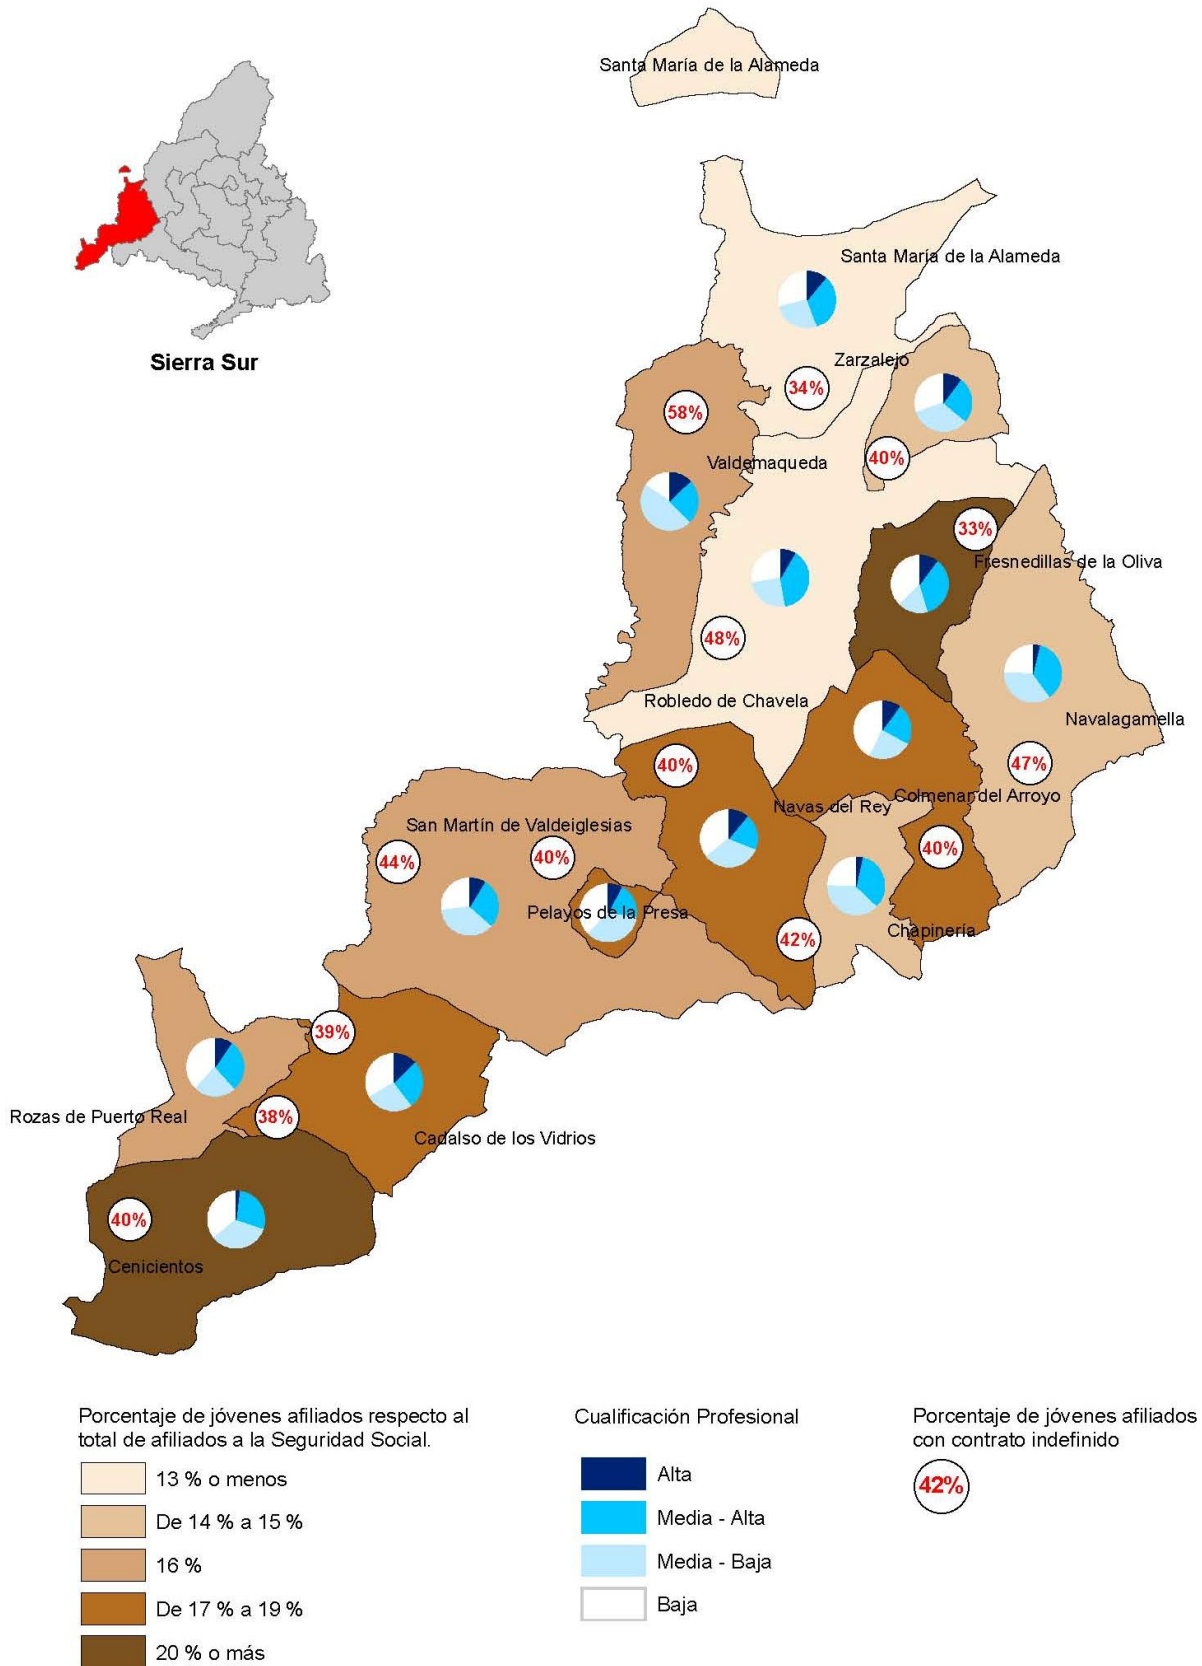 Santa María de la Alameda
Sierra Sur
Santa María de la Alameda
Zarzalejo
34%
58%
40%
Valdemaqueda
33%
Fresnedillas de la Oliva
48%
Robledo de Chavela
Navalagamella
47%
40%
Navas del Rey
Colmenar del Arroyo
San Martín de Valdeiglesias
44%
40%
40%
Pelayos de la Presa
Chapinería
42%
39%
Rozas de Puerto Real
38%
Cadalso de los Vidrios
40%
Cenicientos
Porcentaje de jóvenes afiliados respecto al
total de afiliados a la Seguridad Social.
13 % o menos
De 14 % a 15 %
16 %
De 17 % a 19 %
20 % o más
Cualificación Profesional
Alta
Media - Alta
Media - Baja
Baja
Porcentaje de jóvenes afiliados
con contrato indefinido
42%